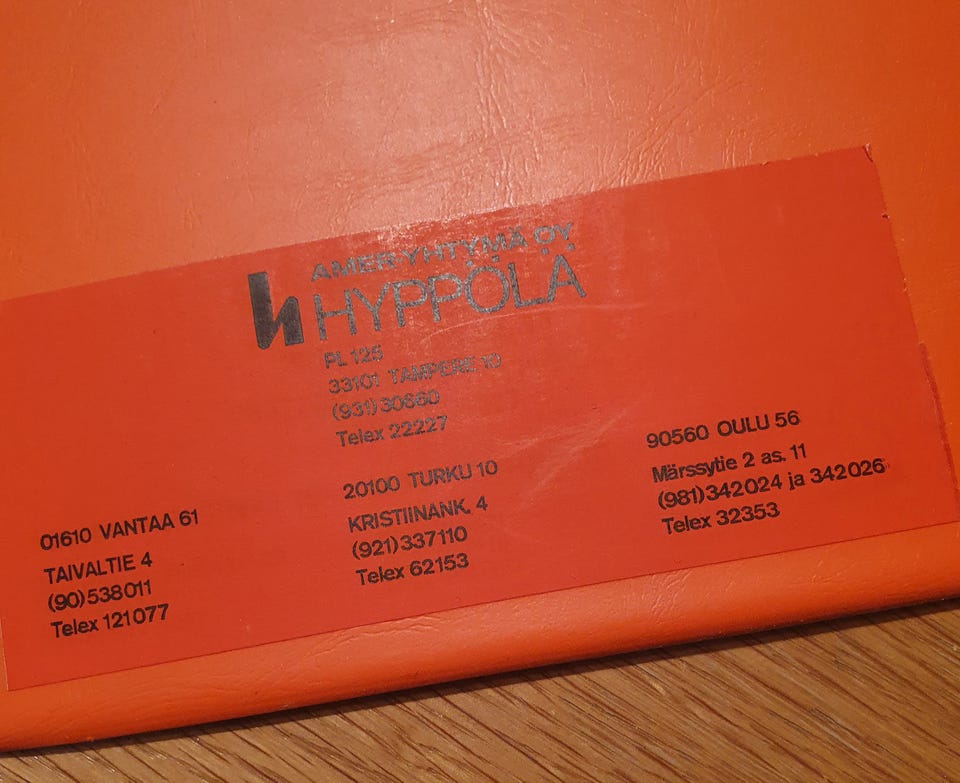 AMER-YHTYMÄ OY
HYPPÖLÄ
PL 125
33101 TAMPERE 10
(931) 30660
Telex 22227
01610 VANTAA 61
TAIVALTIE 4
(90) 538011
Telex 121077
20100 TURKU 10
KRISTIINANK. 4
(921) 337110
Telex 62153
90560 OULU 56
Märssytie 2 as. 11
(981) 342024 ja 342026
Telex 32353